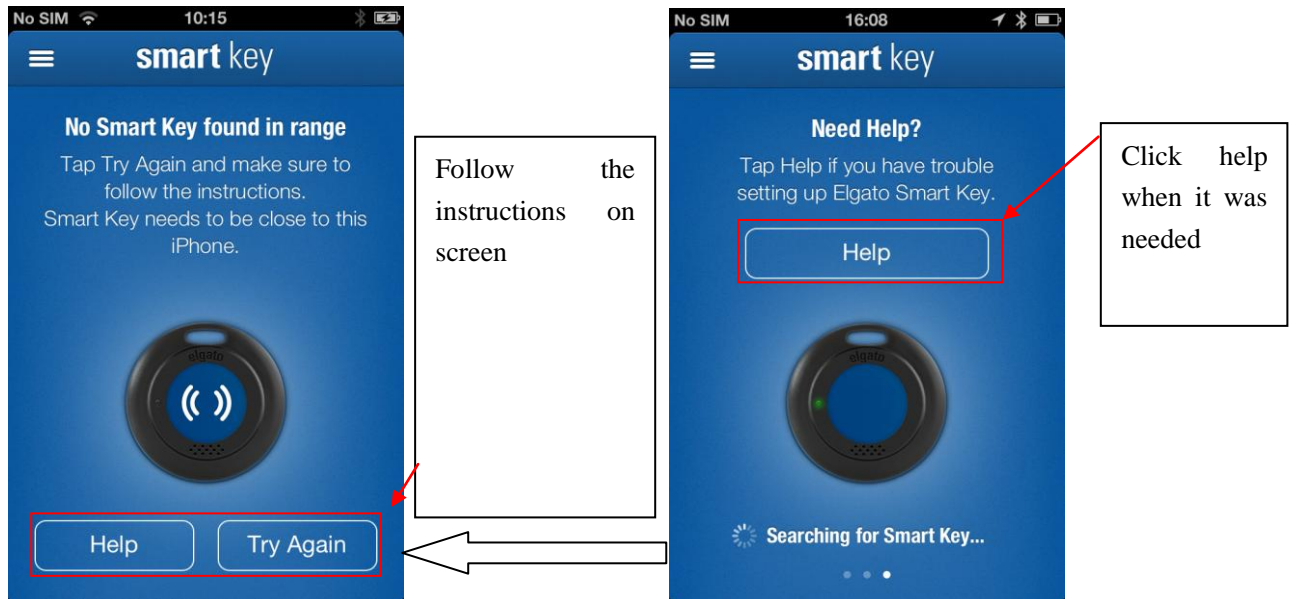 No SIM 10:15
smart key
No Smart Key found in range
Tap Try Again and make sure to
follow the instructions.
Smart Key needs to be close to this
iPhone.
elgato
Help
Try Again
Follow the
instructions on
screen
No SIM 16:08
smart key
Need Help?
Tap Help if you have trouble
setting up Elgato Smart Key.
Help
elgato
Searching for Smart Key...
Click help
when it was
needed